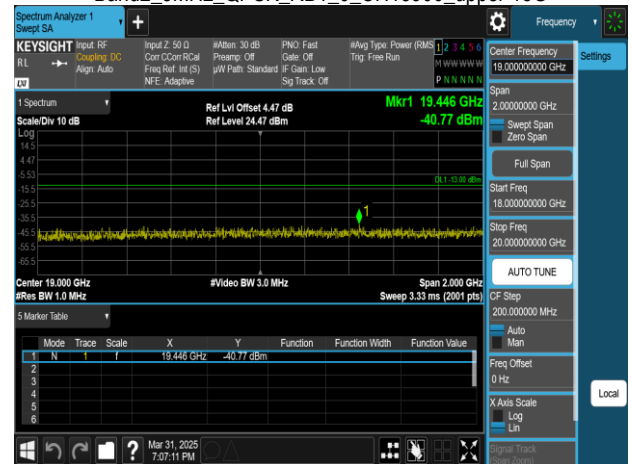 Spectrum Analyzer 1
Swept SA
Frequency
KEYSIGHT
RL
Input: RF
Coupling: DC
Align: Auto
Input Z: 50 Ω
Corr CCorr RCal
Freq Ref: Int (S)
NFE: Adaptive
#Atten: 30 dB
Preamp: Off
µW Path: Standard
PNO: Fast
Gate: Off
IF Gain: Low
Sig Track: Off
#Avg Type: Power (RMS
Trig: Free Run
1 2 3 4 5 6
M W W W W W
P N N N N N
1 Spectrum
Scale/Div 10 dB
Log
Ref Lvl Offset 4.47 dB
Ref Level 24.47 dBm
Mkr1 19.446 GHz
-40.77 dBm
14.5
4.47
-5.53
-15.5
-25.5
-35.5
-45.5
-55.5
-65.5
DL1 -13.00 dBm
1
Center 19.000 GHz
#Res BW 1.0 MHz
#Video BW 3.0 MHz
Span 2.000 GHz
Sweep 3.33 ms (2001 pts)
5 Marker Table
Mode Trace Scale X Y Function Function Width Function Value
1 N 1 f 19.446 GHz -40.77 dBm
2
3
4
5
6
Mar 31, 2025
7:07:11 PM
Center Frequency
19.000000000 GHz
Settings
Span
2.00000000 GHz
Swept Span
Zero Span
Full Span
Start Freq
18.000000000 GHz
Stop Freq
20.000000000 GHz
AUTO TUNE
CF Step
200.000000 MHz
Auto
Man
Freq Offset
0 Hz
X Axis Scale
Log
Lin
Local
Signal Track
(Span Zoom)